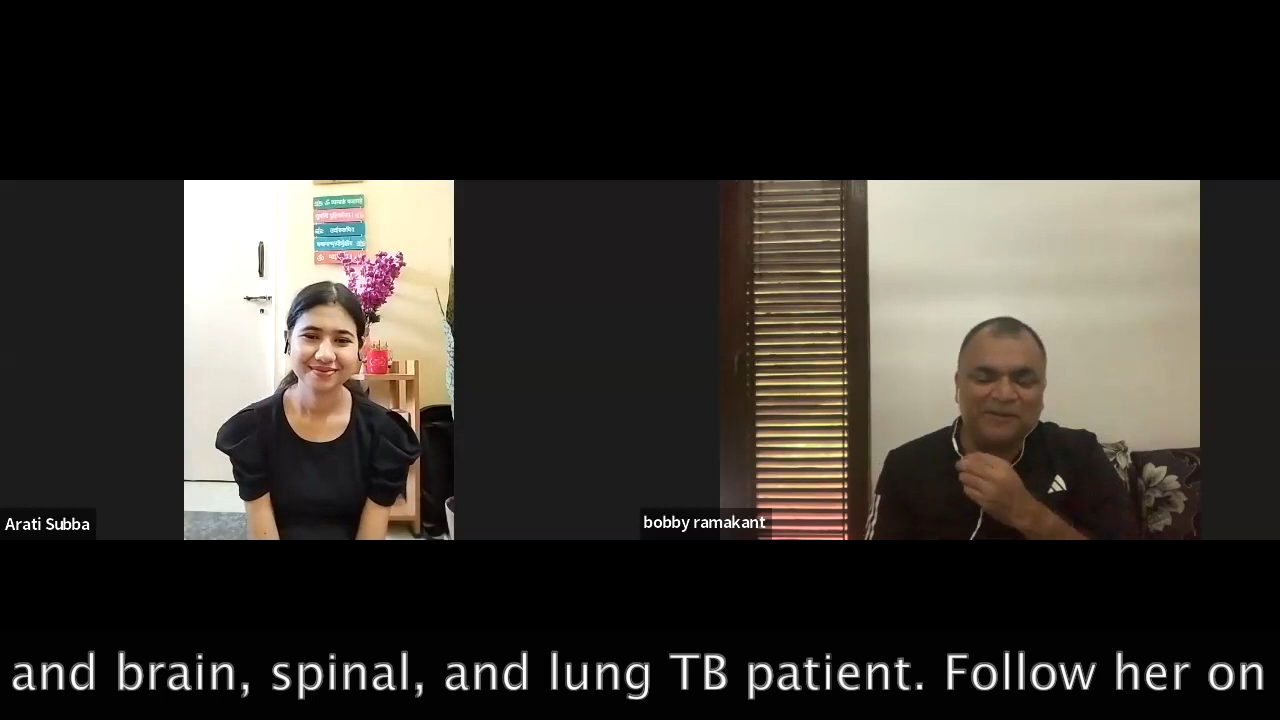 Arati Subba
bobby ramakant
and brain, spinal, and lung TB patient. Follow her on